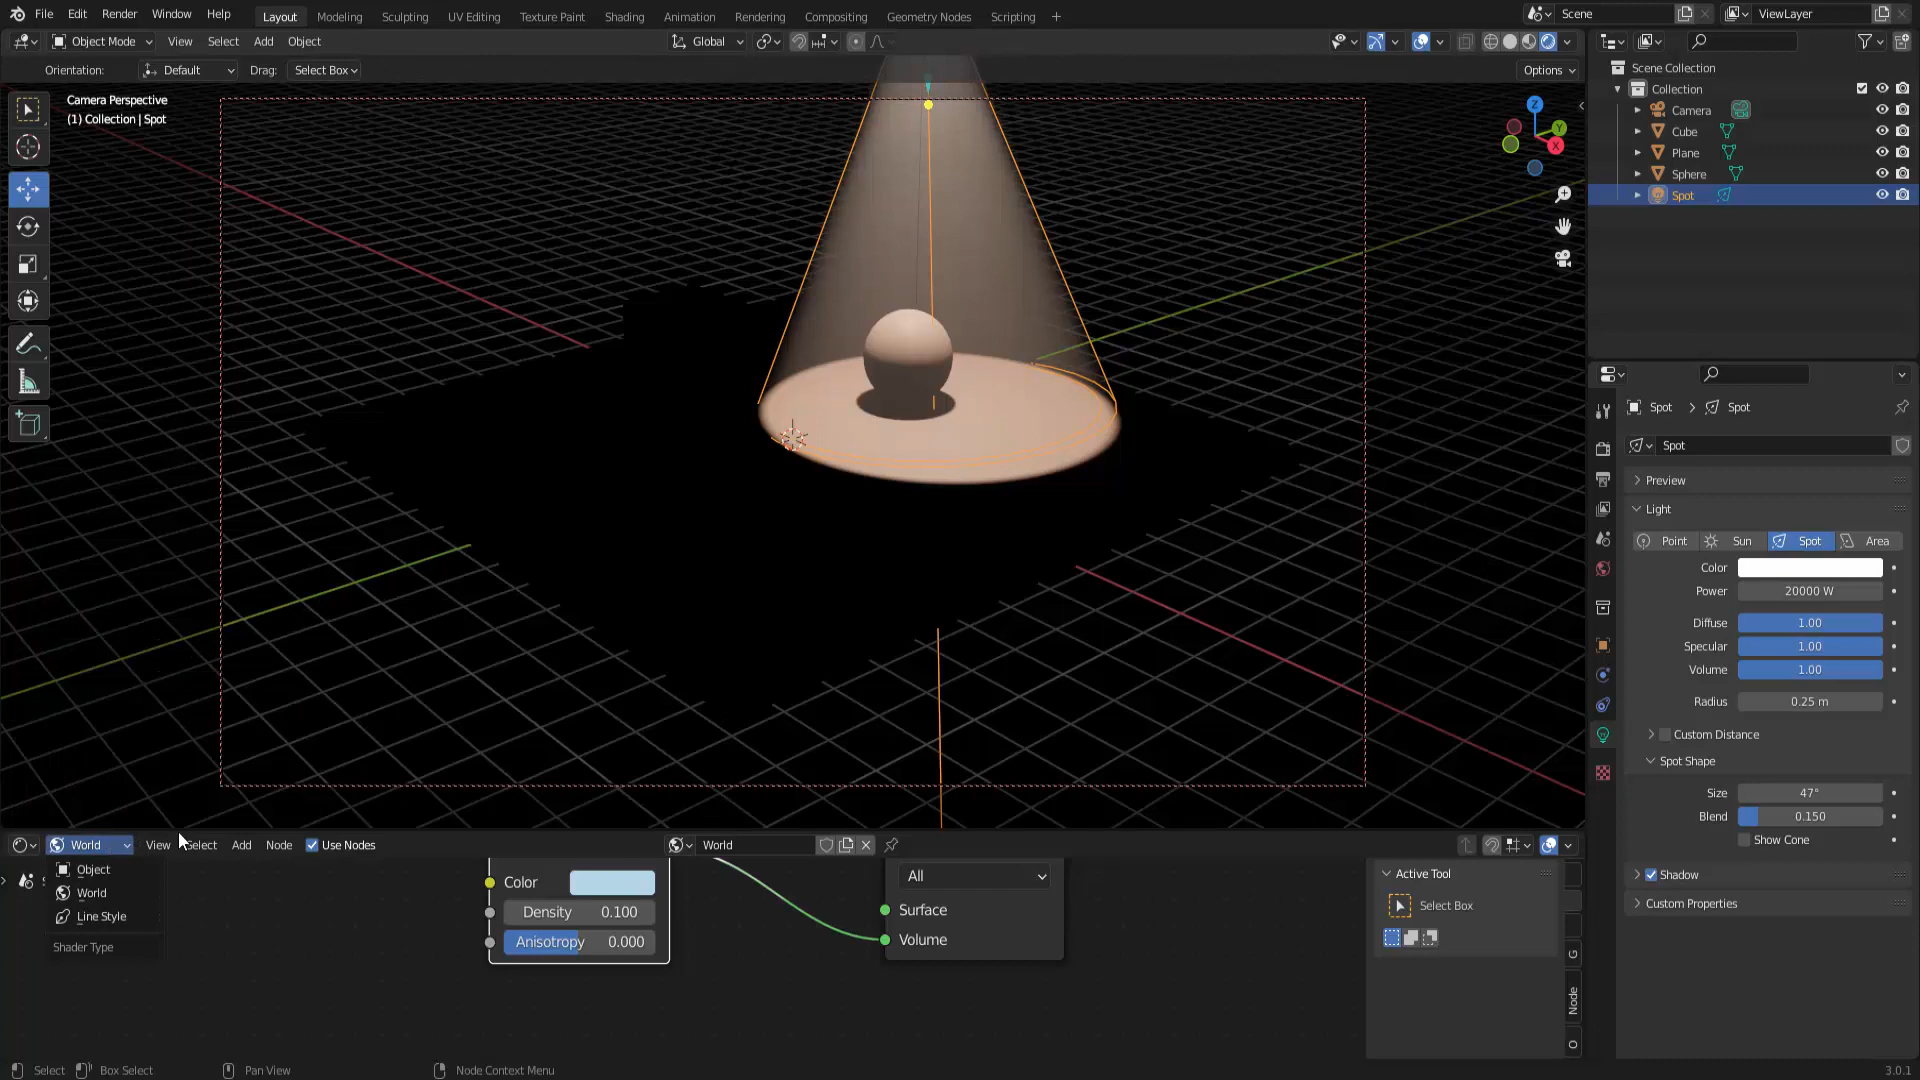 File Edit Render Window Help Layout Modeling Sculpting UV Editing Texture Paint Shading Animation Rendering Compositing Geometry Nodes Scripting + Scene ViewLayer
Object Mode View Select Add Object Global
Orientation: Default Drag: Select Box Options
Camera Perspective
(1) Collection | Spot
Z
Y
X
Scene Collection
Collection
Camera
Cube
Plane
Sphere
Spot
Spot > Spot
Spot
Preview
Light
Point Sun Spot Area
Color
Power 20000 W
Diffuse 1.00
Specular 1.00
Volume 1.00
Radius 0.25 m
Custom Distance
Spot Shape
Size 47°
Blend 0.150
Show Cone
Shadow
Custom Properties
World View Select Add Node Use Nodes World
Object
World
Line Style
Shader Type
Color
Density 0.100
Anisotropy 0.000
All
Surface
Volume
Active Tool
Select Box
G
Node
O
Select Box Select Pan View Node Context Menu 3.0.1